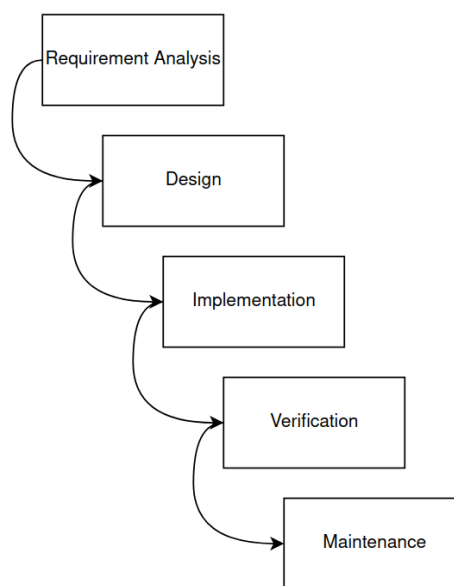 Requirement Analysis
Design
Implementation
Verification
Maintenance